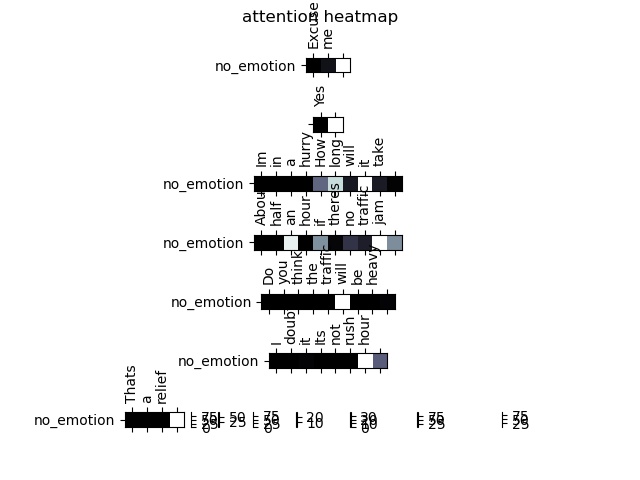 attention heatmap
Excuse me
no_emotion
Yes
Im in a hurry How long will it take
no_emotion
About half an hour if theres no traffic jam
no_emotion
Do you think the traffic will be heavy
no_emotion
I doubt it Its not rush hour
no_emotion
Thats a relief
no_emotion
75 50 75 20 30 75 75
25 25 25 10 10 25 25
0 0 0